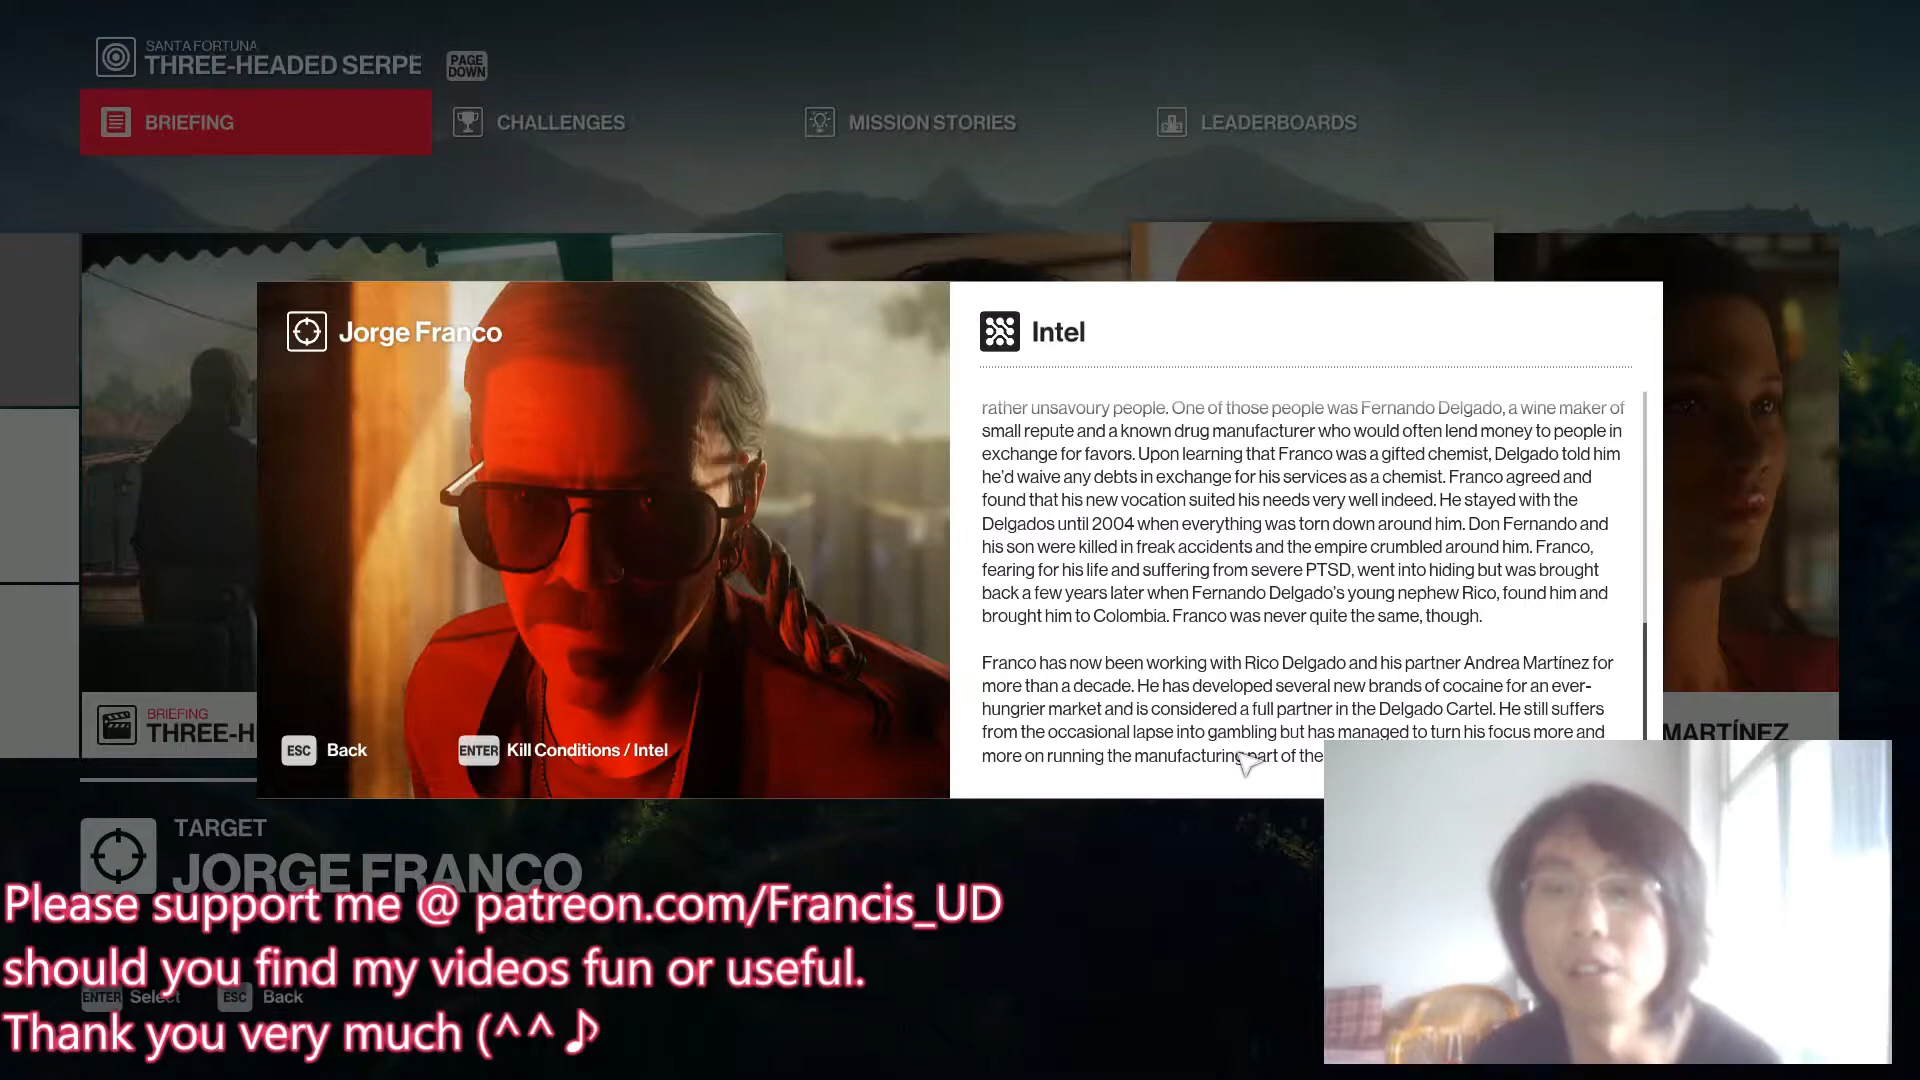 SANTA FORTUNA
THREE-HEADED SERPE
PAGE DOWN
BRIEFING
CHALLENGES
MISSION STORIES
LEADERBOARDS
Jorge Franco
Intel
rather unsavoury people. One of those people was Fernando Delgado, a wine maker of
small repute and a known drug manufacturer who would often lend money to people in
exchange for favors. Upon learning that Franco was a gifted chemist, Delgado told him
he'd waive any debts in exchange for his services as a chemist. Franco agreed and
found that his new vocation suited his needs very well indeed. He stayed with the
Delgados until 2004 when everything was torn down around him. Don Fernando and
his son were killed in freak accidents and the empire crumbled around him. Franco,
fearing for his life and suffering from severe PTSD, went into hiding but was brought
back a few years later when Fernando Delgado's young nephew Rico, found him and
brought him to Colombia. Franco was never quite the same, though.
Franco has now been working with Rico Delgado and his partner Andrea Martínez for
more than a decade. He has developed several new brands of cocaine for an ever-
hungrier market and is considered a full partner in the Delgado Cartel. He still suffers
from the occasional lapse into gambling but has managed to turn his focus more and
more on running the manufacturing part of the
ESC Back
ENTER Kill Conditions / Intel
BRIEFING
THREE-H
MARTÍNEZ
TARGET
JORGE FRANCO
Please support me @ patreon.com/Francis_UD
should you find my videos fun or useful.
ENTER Select ESC Back
Thank you very much (^^♪